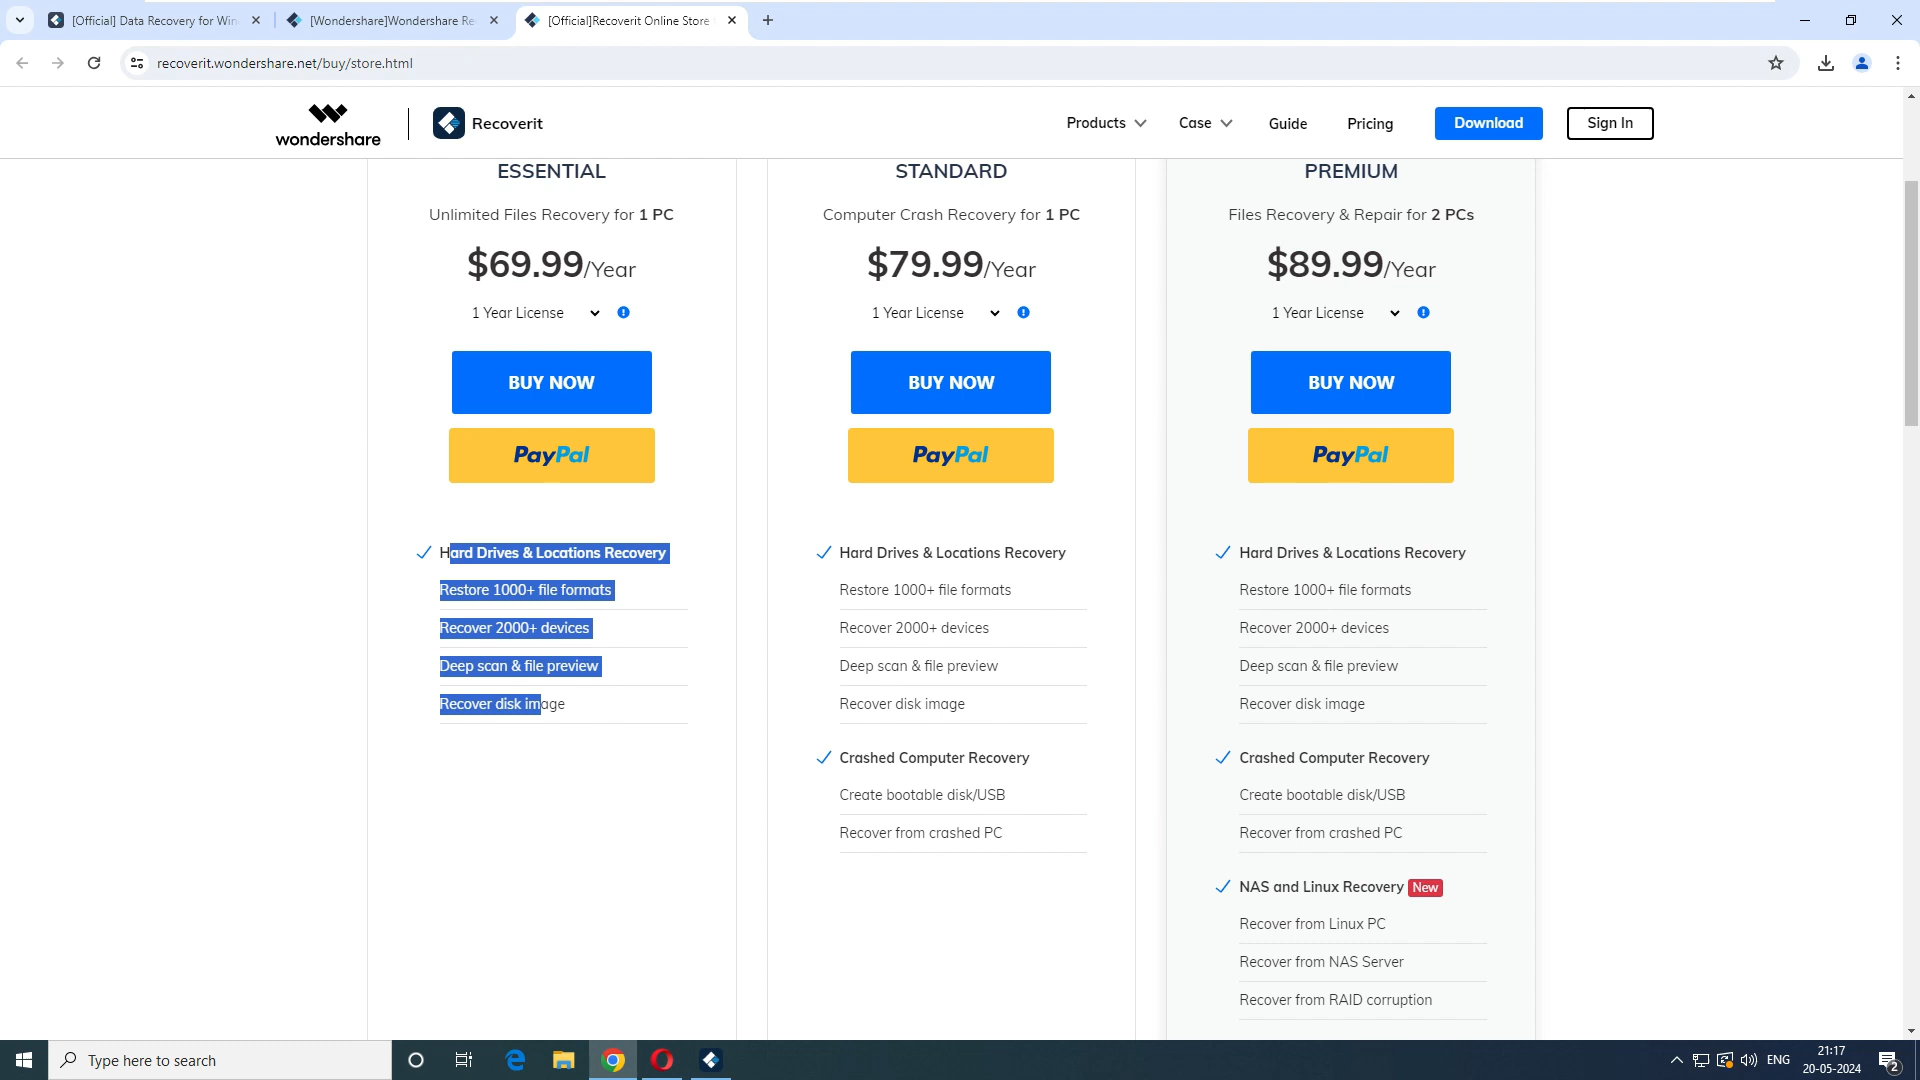 [Official] Data Recovery for Win
[Wondershare]Wondershare Re
[Official]Recoverit Online Store
recoverit.wondershare.net/buy/store.html
wondershare
Recoverit
Products
Case
Guide
Pricing
Download
Sign In
ESSENTIAL
Unlimited Files Recovery for 1 PC
$69.99/Year
1 Year License
BUY NOW
PayPal
Hard Drives & Locations Recovery
Restore 1000+ file formats
Recover 2000+ devices
Deep scan & file preview
Recover disk image
STANDARD
Computer Crash Recovery for 1 PC
$79.99/Year
1 Year License
BUY NOW
PayPal
Hard Drives & Locations Recovery
Restore 1000+ file formats
Recover 2000+ devices
Deep scan & file preview
Recover disk image
Crashed Computer Recovery
Create bootable disk/USB
Recover from crashed PC
PREMIUM
Files Recovery & Repair for 2 PCs
$89.99/Year
1 Year License
BUY NOW
PayPal
Hard Drives & Locations Recovery
Restore 1000+ file formats
Recover 2000+ devices
Deep scan & file preview
Recover disk image
Crashed Computer Recovery
Create bootable disk/USB
Recover from crashed PC
NAS and Linux Recovery New
Recover from Linux PC
Recover from NAS Server
Recover from RAID corruption
Type here to search
ENG
21:17
20-05-2024
2